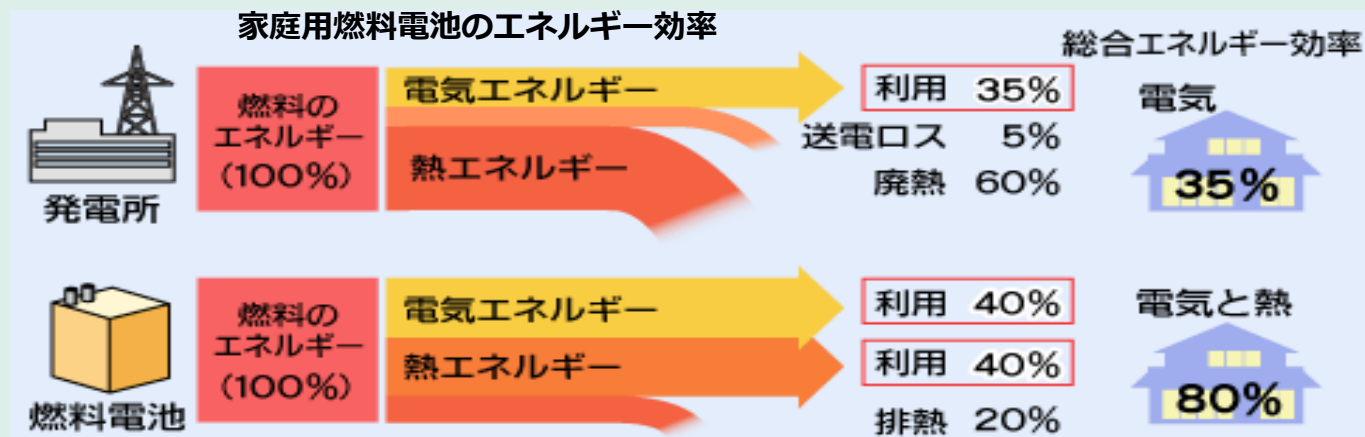 家庭用燃料電池のエネルギー効率
総合エネルギー効率
発電所
燃料の
エネルギー
(100%)
電気エネルギー
熱エネルギー
利用 35%
送電ロス 5%
廃熱 60%
電気
35%
燃料電池
燃料の
エネルギー
(100%)
電気エネルギー
熱エネルギー
利用 40%
利用 40%
排熱 20%
電気と熱
80%